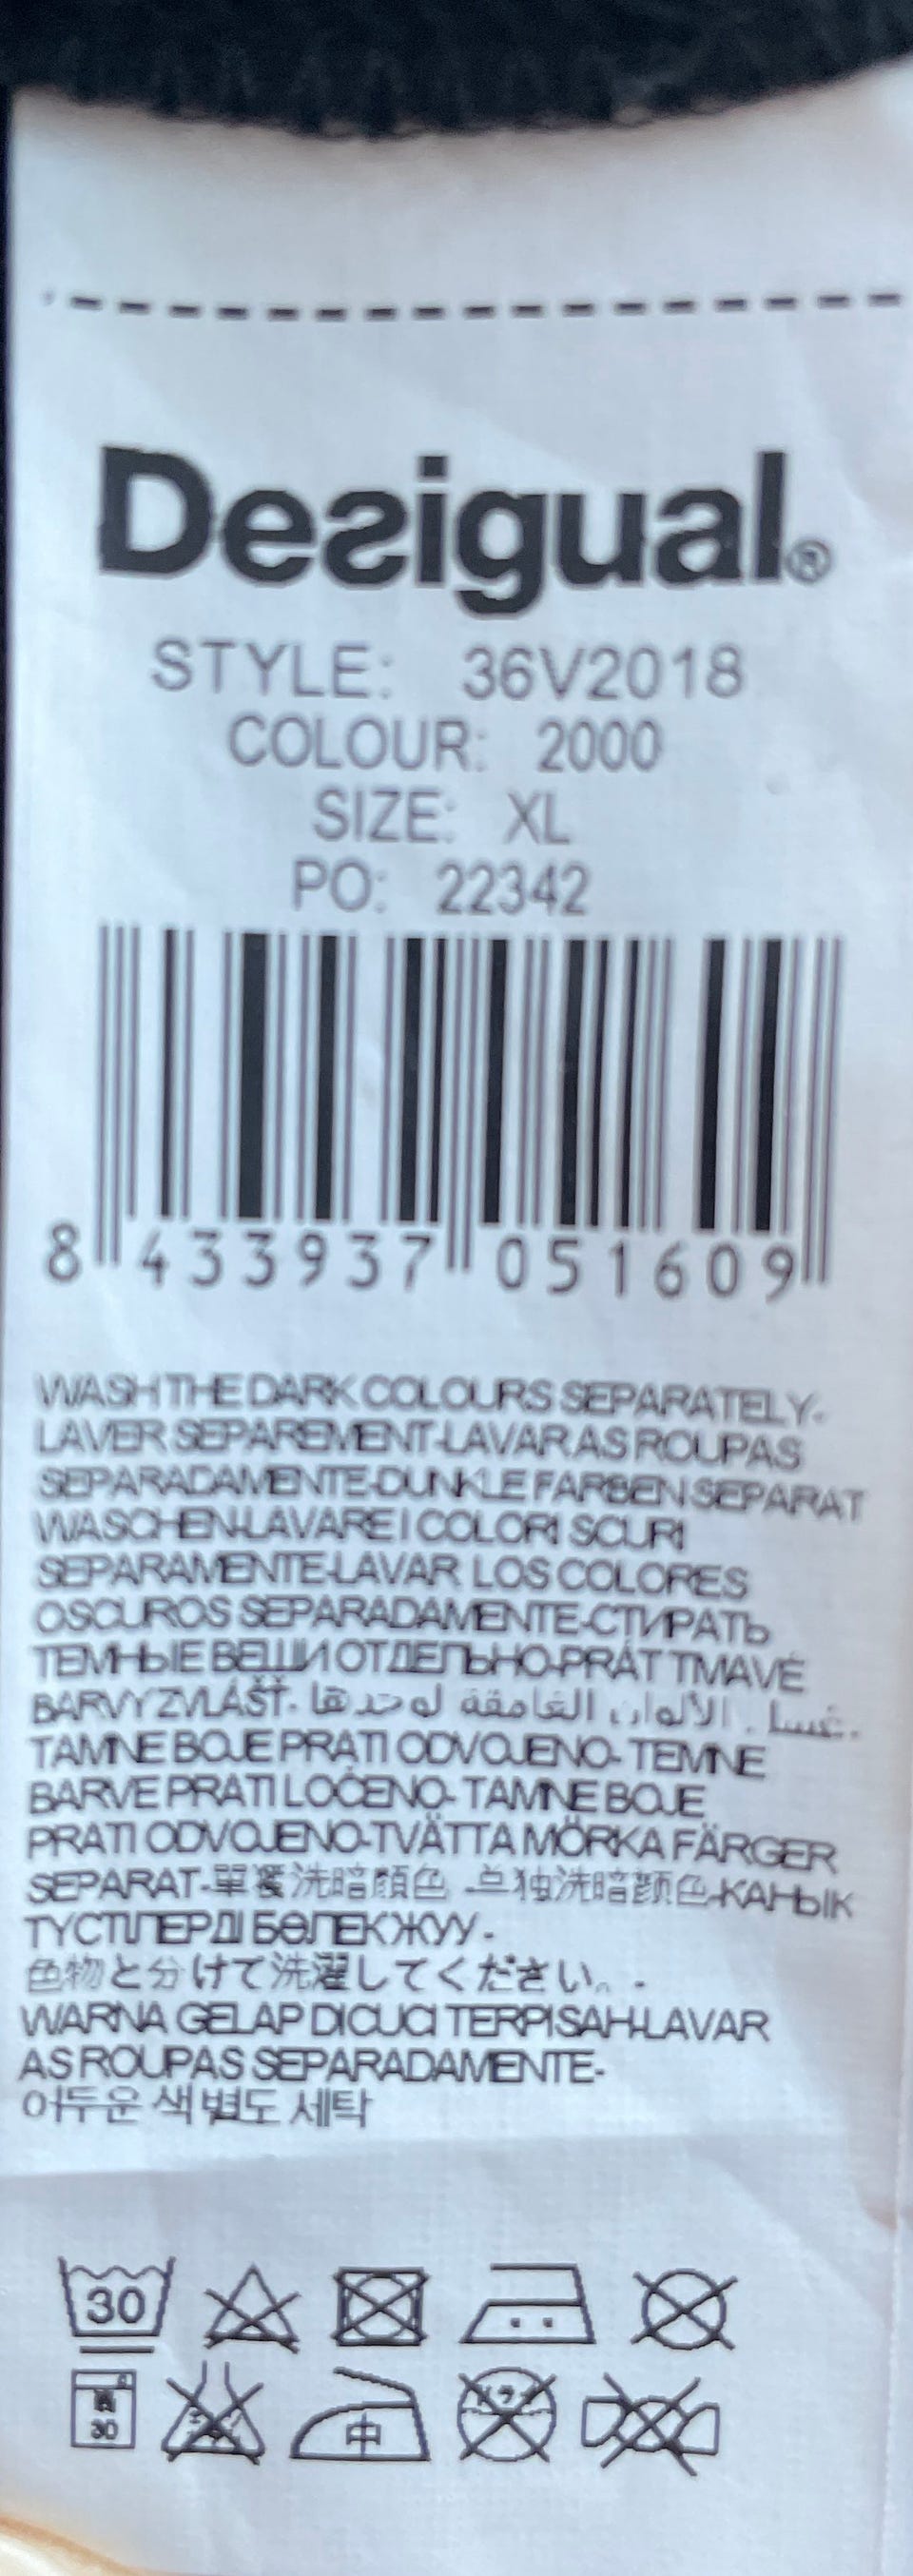 Desigual®
STYLE: 36V2018
COLOUR: 2000
SIZE: XL
PO: 22342
8 433937 051609
WASH THE DARK COLOURS SEPARATELY-
LAVER SEPAREMENT-LAVAR AS ROUPAS
SEPARADAMENTE-DUNKLE FARBEN SEPARAT
WASCHEN-LAVARE I COLORI SCURI
SEPARAMENTE-LAVAR LOS COLORES
OSCUROS SEPARADAMENTE-СТИРАТЬ
ТЕМНЫЕ ВЕЩИ ОТДЕЛЬНО-PRÁT TMAVÉ
BARVY ZVLÁŠŤ- غسل الألوان الغامقة لوحدها.
TAMNE BOJE PRATI ODVOJENO- TEMNE
BARVE PRATI LOČENO- TAMNE BOJE
PRATI ODVOJENO-TVÄTTA MÖRKA FÄRGER
SEPARAT-單獨洗暗顏色 -单独洗暗颜色-КАНЫК
ТҮСТІЛЕРДІ БӨЛЕК ЖУУ-
色物と分けて洗濯してください。-
WARNA GELAP DICUCI TERPISAH-LAVAR
AS ROUPAS SEPARADAMENTE-
어두운 색 별도 세탁
30
30
中